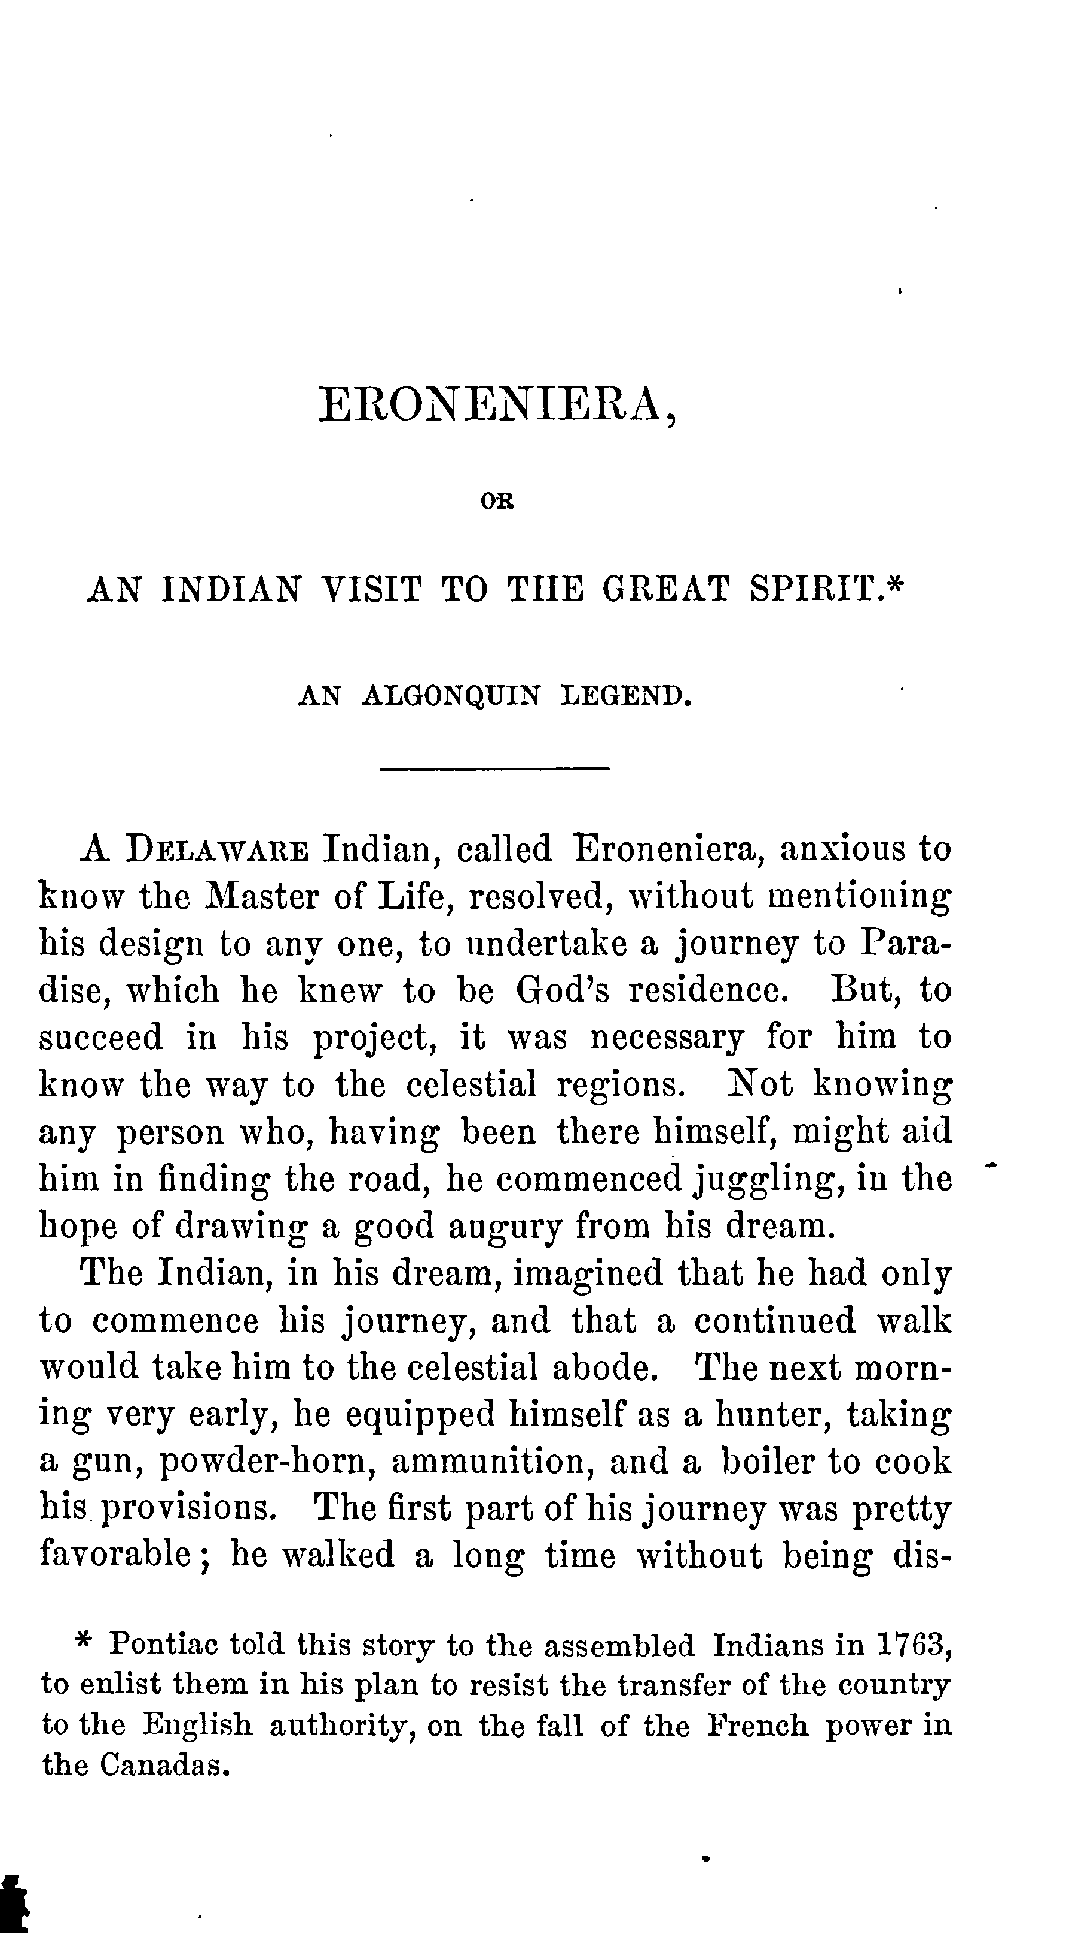 ERONENIERA,
OR
AN INDIAN VISIT TO THE GREAT SPIRIT.*
AN ALGONQUIN LEGEND.
A DELAWARE Indian, called Eroneniera, anxious to
know the Master of Life, resolved, without mentioning
his design to any one, to undertake a journey to Para-
dise, which he knew to be God's residence. But, to
succeed in his project, it was necessary for him to
know the way to the celestial regions. Not knowing
any person who, having been there himself, might aid
him in finding the road, he commenced juggling, in the
hope of drawing a good augury from his dream.
The Indian, in his dream, imagined that he had only
to commence his journey, and that a continued walk
would take him to the celestial abode. The next morn-
ing very early, he equipped himself as a hunter, taking
a gun, powder-horn, ammunition, and a boiler to cook
his provisions. The first part of his journey was pretty
favorable; he walked a long time without being dis-
* Pontiac told this story to the assembled Indians in 1763,
to enlist them in his plan to resist the transfer of the country
to the English authority, on the fall of the French power in
the Canadas.